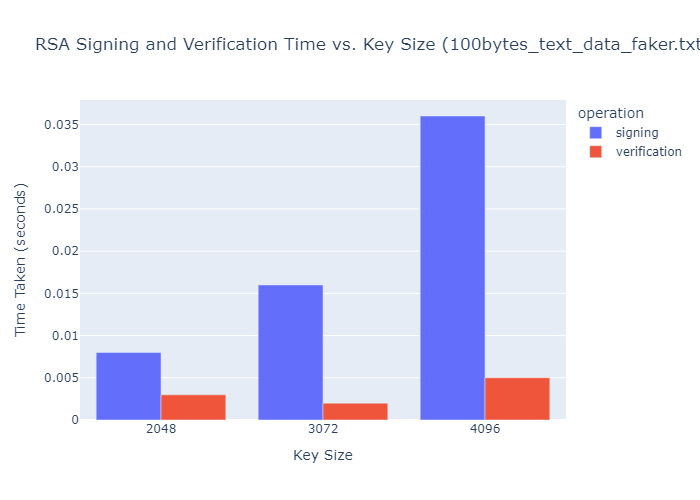 RSA Signing and Verification Time vs. Key Size (100bytes_text_data_faker.txt
operation
signing
verification
0.035
0.03
0.025
0.02
0.015
0.01
0.005
0
Time Taken (seconds)
2048 3072 4096
Key Size